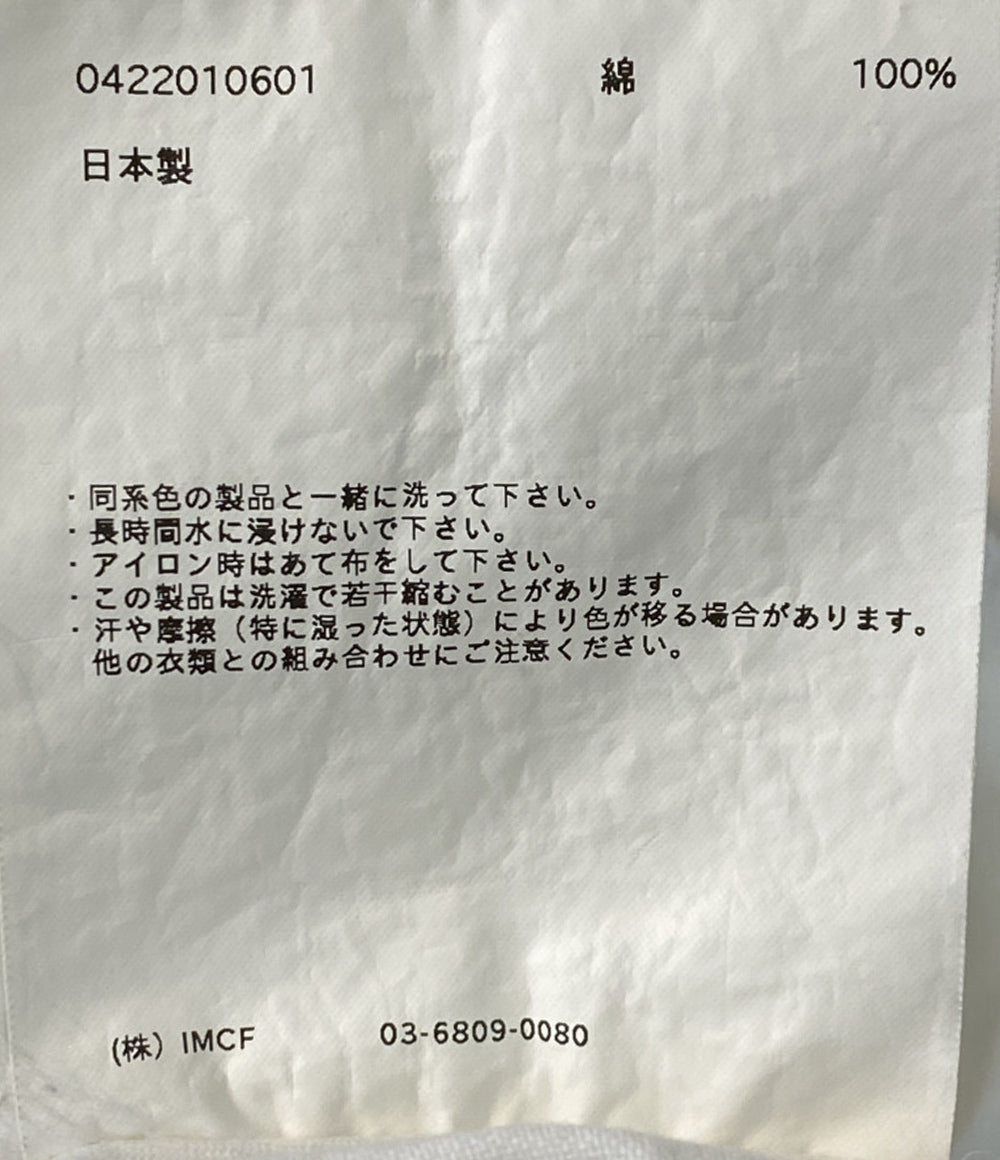 0422010601 綿 100%
日本製
・同系色の製品と一緒に洗って下さい。
・長時間水に浸けないで下さい。
・アイロン時はあて布をして下さい。
・この製品は洗濯で若干縮むことがあります。
・汗や摩擦（特に湿った状態）により色が移る場合があります。
他の衣類との組み合わせにご注意ください。
(株）IMCF 03-6809-0080